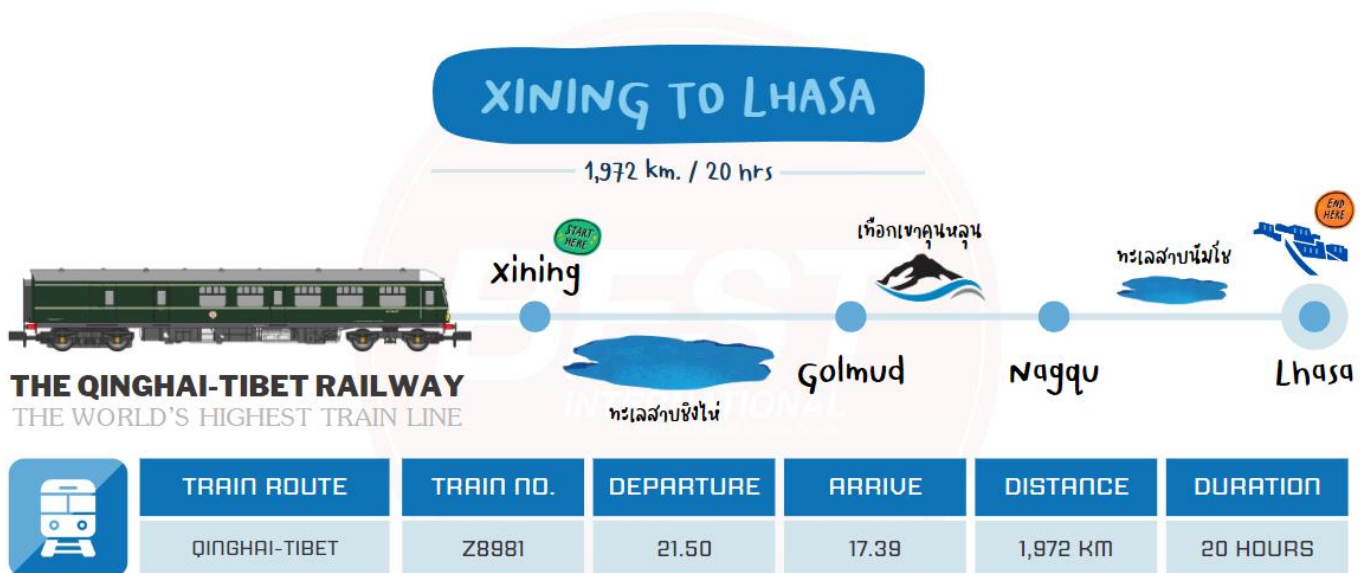 XINING TO LHASA
1,972 km. / 20 hrs
START HERE
xining
เทือกเขาคุนหลุน
ทะเลสาบนัมโซ
END HERE
Golmud
Nagqu
Lhasa
ทะเลสาบชิงไห่
THE QINGHAI-TIBET RAILWAY
THE WORLD'S HIGHEST TRAIN LINE
BEST
INTERNATIONAL
TRAIN ROUTE TRAIN NO. DEPARTURE ARRIVE DISTANCE DURATION
QINGHAI-TIBET Z8981 21.50 17.39 1,972 KM 20 HOURS